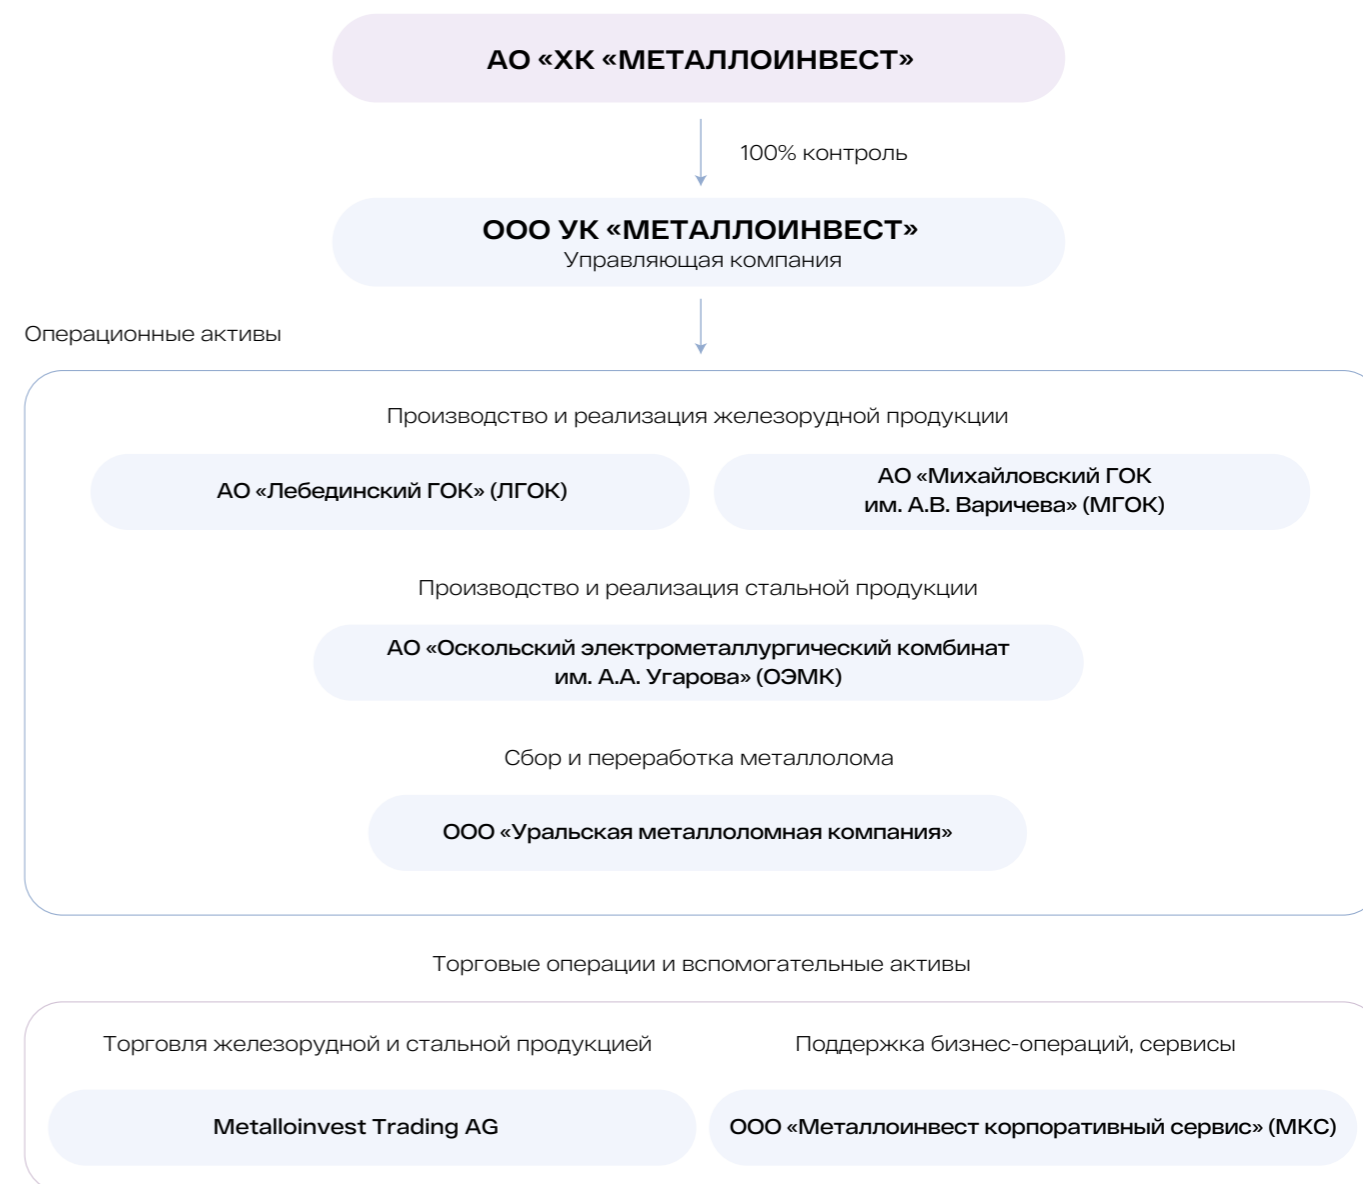 АО «ХК «МЕТАЛЛОИНВЕСТ»
100% контроль
ООО УК «МЕТАЛЛОИНВЕСТ»
Управляющая компания
Операционные активы
Производство и реализация железорудной продукции
АО «Лебединский ГОК» (ЛГОК)
АО «Михайловский ГОК
им. А.В. Варичева» (МГОК)
Производство и реализация стальной продукции
АО «Оскольский электрометаллургический комбинат
им. А.А. Угарова» (ОЭМК)
Сбор и переработка металлолома
ООО «Уральская металлоломная компания»
Торговые операции и вспомогательные активы
Торговля железорудной и стальной продукцией
Metalloinvest Trading AG
Поддержка бизнес-операций, сервисы
ООО «Металлоинвест корпоративный сервис» (МКС)